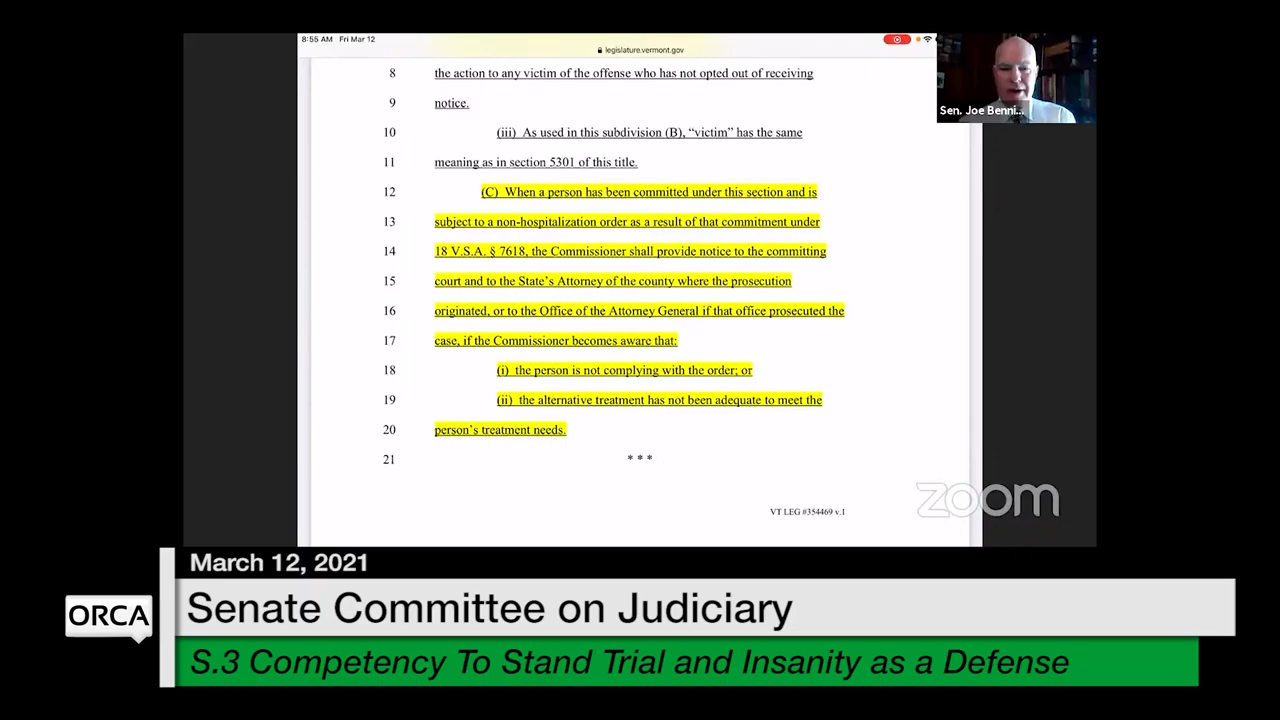 8:55 AM Fri Mar 12
legislature.vermont.gov
8 the action to any victim of the offense who has not opted out of receiving
9 notice.
10 (iii) As used in this subdivision (B), “victim” has the same
11 meaning as in section 5301 of this title.
12 (C) When a person has been committed under this section and is
13 subject to a non-hospitalization order as a result of that commitment under
14 18 V.S.A. § 7618, the Commissioner shall provide notice to the committing
15 court and to the State’s Attorney of the county where the prosecution
16 originated, or to the Office of the Attorney General if that office prosecuted the
17 case, if the Commissioner becomes aware that:
18 (i) the person is not complying with the order; or
19 (ii) the alternative treatment has not been adequate to meet the
20 person’s treatment needs.
21 * * *
VT LEG #354469 v.1
Sen. Joe Benni...
zoom
March 12, 2021
ORCA
Senate Committee on Judiciary
S.3 Competency To Stand Trial and Insanity as a Defense